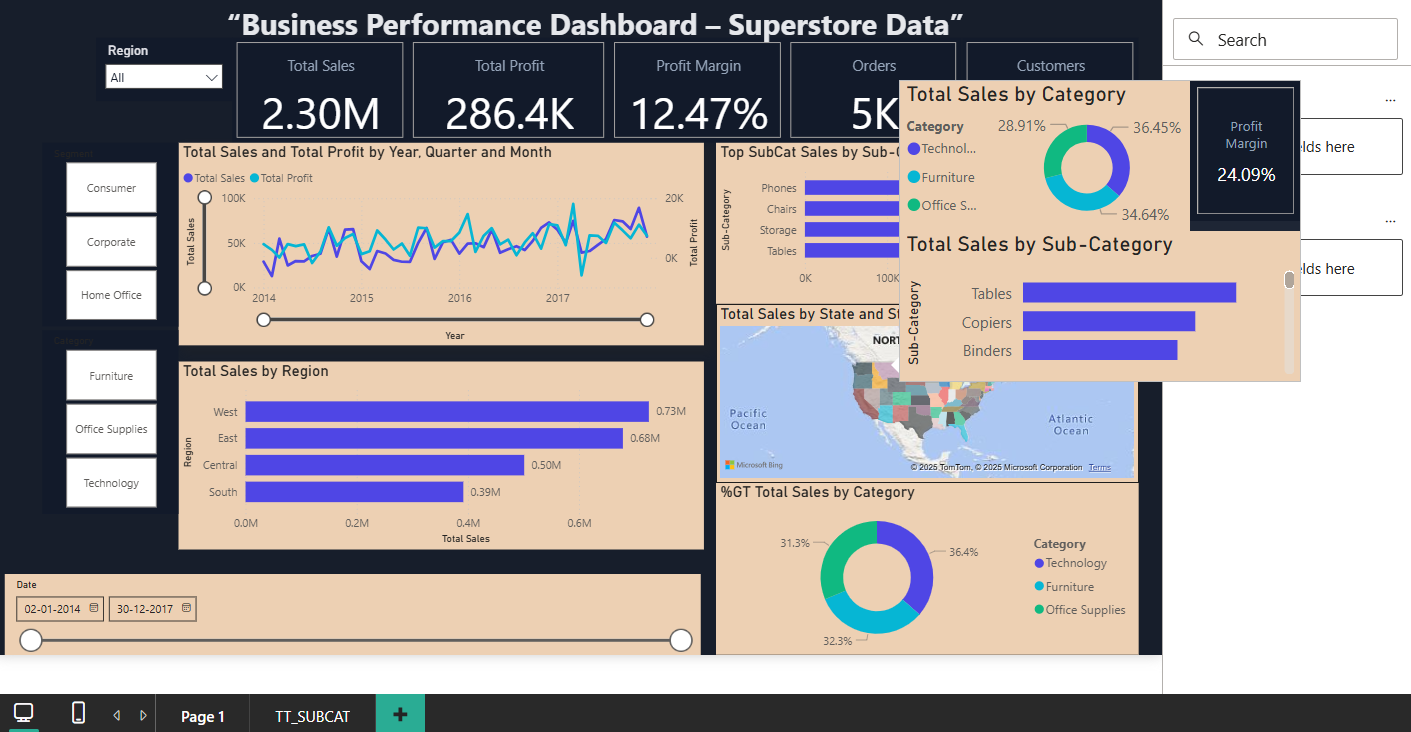 “Business Performance Dashboard – Superstore Data”
Region
All
Total Sales
2.30M
Total Profit
286.4K
Profit Margin
12.47%
Orders
5K
Customers
Search
...
elds here
...
elds here
Segment
Consumer
Corporate
Home Office
Category
Furniture
Office Supplies
Technology
Total Sales and Total Profit by Year, Quarter and Month
Total Sales Total Profit
Total Sales
100K
50K
0K
20K
0K
Total Profit
2014 2015 2016 2017
Year
Total Sales by Region
Region
West 0.73M
East 0.68M
Central 0.50M
South 0.39M
0.0M 0.2M 0.4M 0.6M
Total Sales
Top SubCat Sales by Sub-C
Sub-Category
Phones
Chairs
Storage
Tables
0K 100K
Total Sales by State and St
NORT
Pacific
Ocean
Atlantic
Ocean
Microsoft Bing
© 2025 TomTom, © 2025 Microsoft Corporation Terms
%GT Total Sales by Category
31.3%
36.4%
32.3%
Category
Technology
Furniture
Office Supplies
Total Sales by Category
Category
Technol...
Furniture
Office S...
28.91%
36.45%
34.64%
Profit
Margin
24.09%
Total Sales by Sub-Category
Sub-Category
Tables
Copiers
Binders
Date
02-01-2014 30-12-2017
Page 1 TT_SUBCAT +